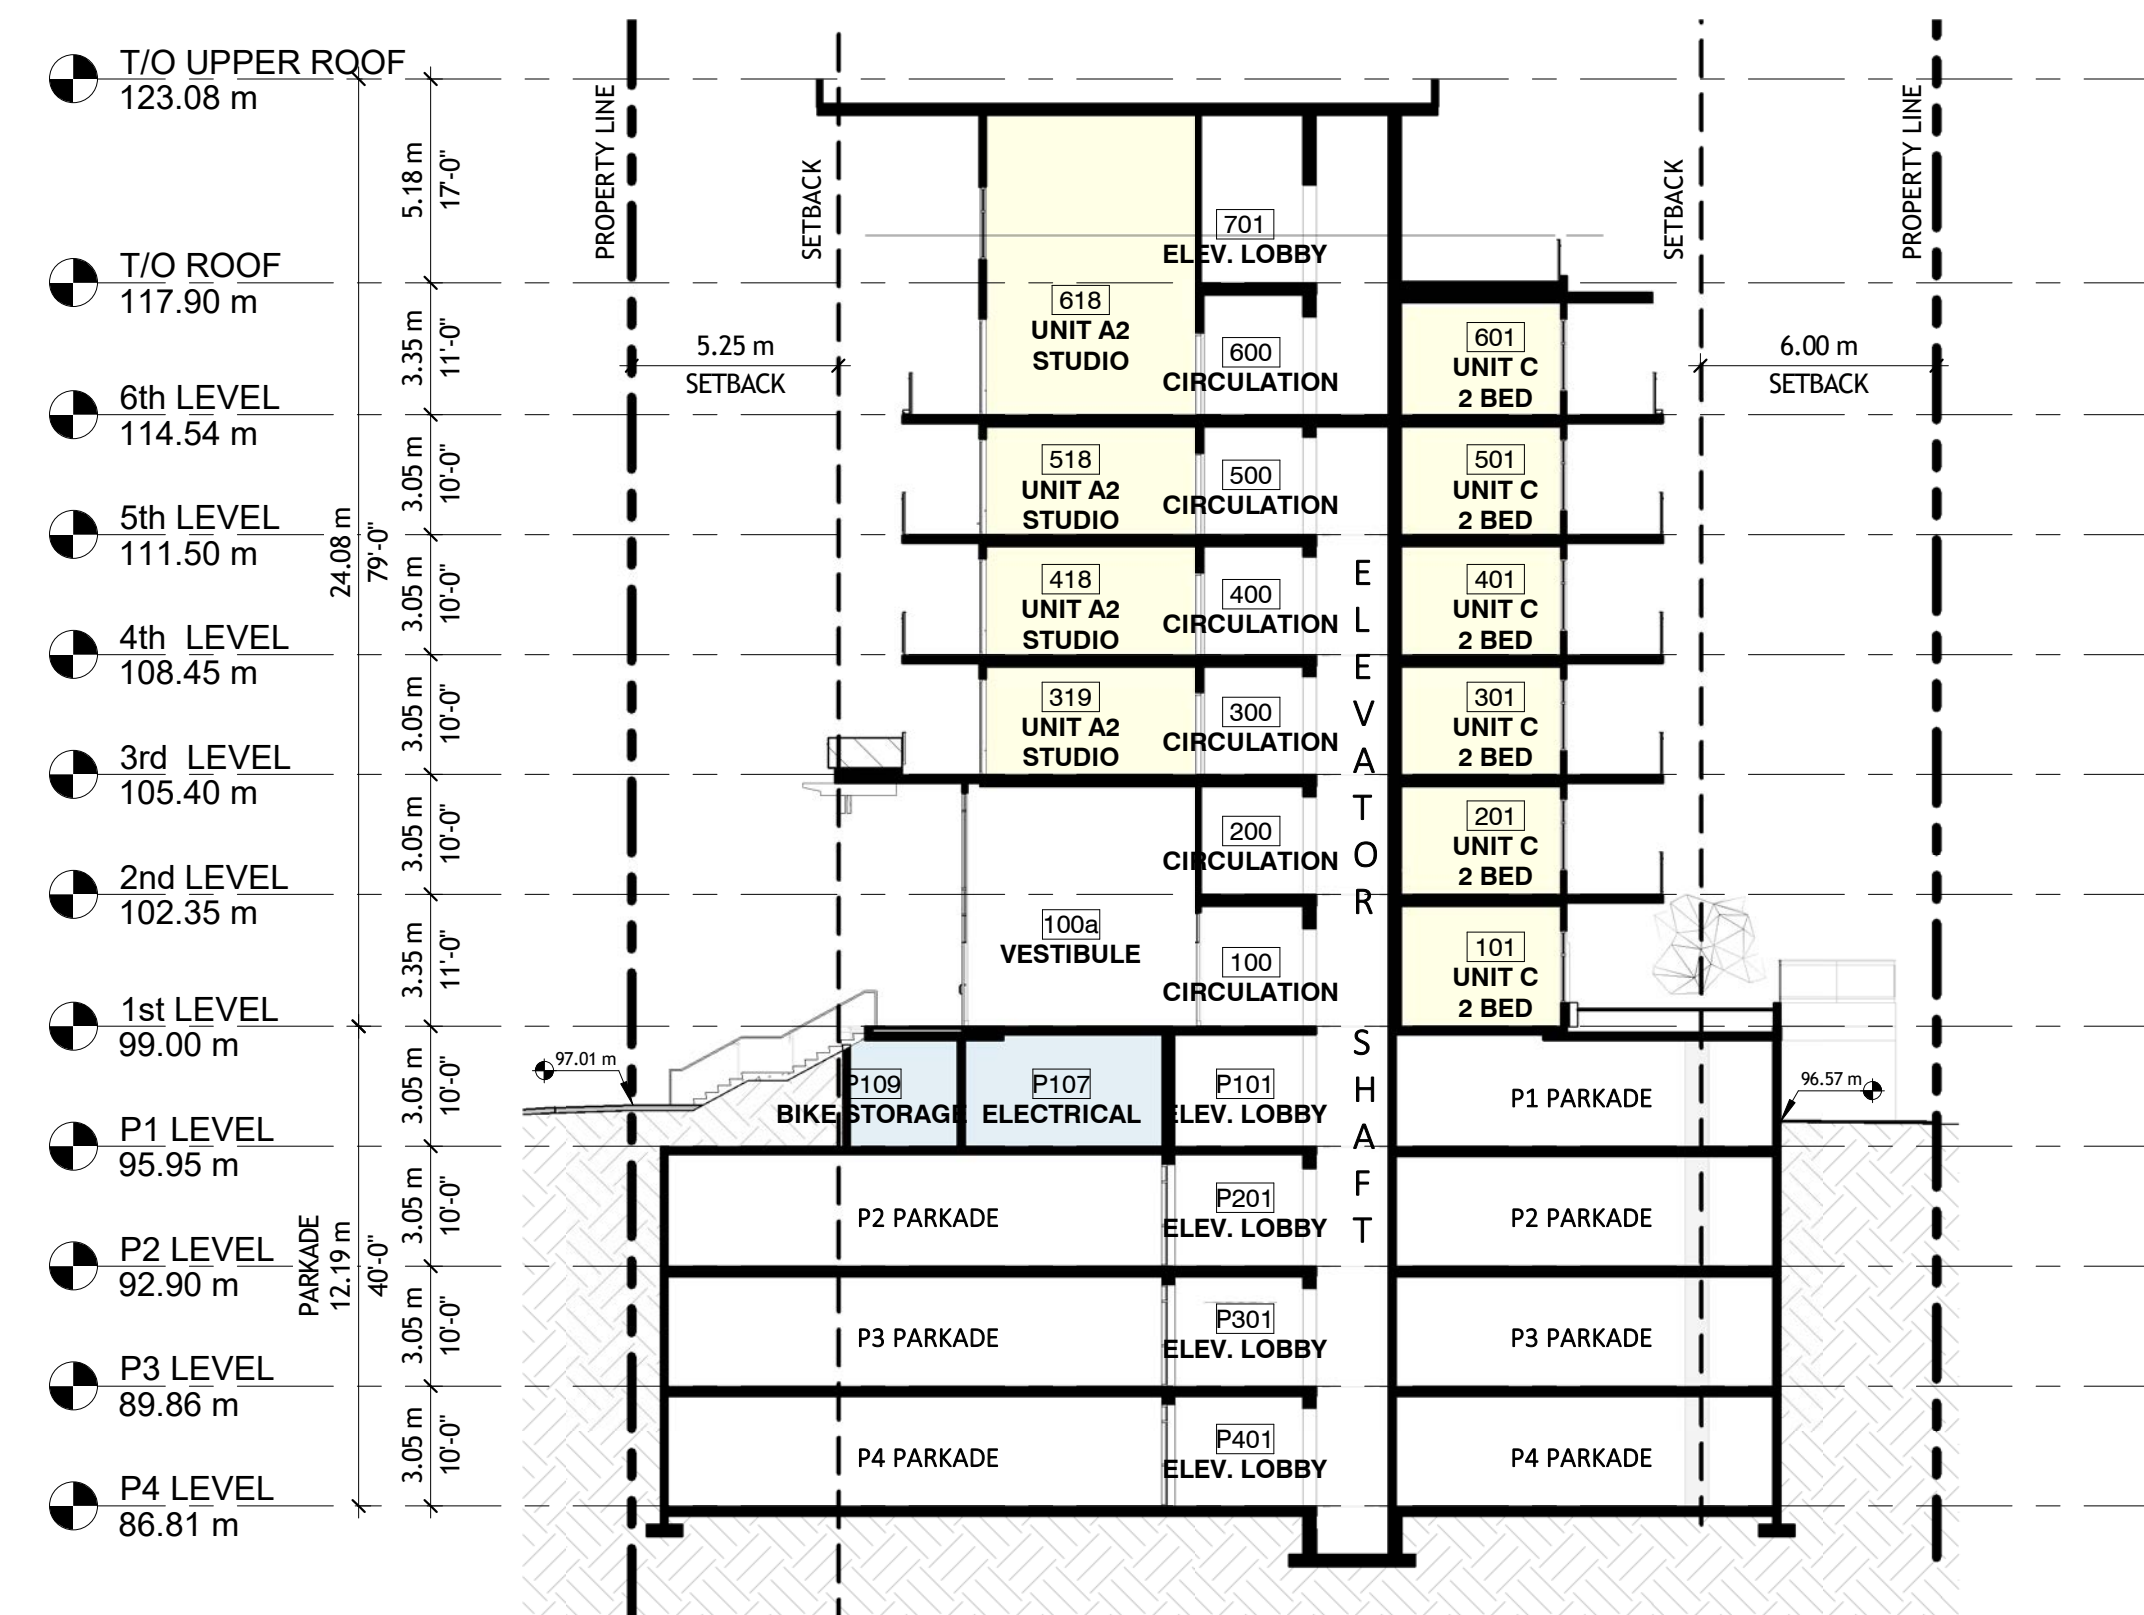 T/O UPPER ROOF
123.08 m
T/O ROOF
117.90 m
6th LEVEL
114.54 m
5th LEVEL
111.50 m
4th LEVEL
108.45 m
3rd LEVEL
105.40 m
2nd LEVEL
102.35 m
1st LEVEL
99.00 m
P1 LEVEL
95.95 m
P2 LEVEL
92.90 m
P3 LEVEL
89.86 m
P4 LEVEL
86.81 m
24.08 m
79'-0"
PARKADE
12.19 m
40'-0"
5.18 m
17'-0"
3.35 m
11'-0"
3.05 m
10'-0"
3.05 m
10'-0"
3.05 m
10'-0"
3.05 m
10'-0"
3.35 m
11'-0"
3.05 m
10'-0"
3.05 m
10'-0"
3.05 m
10'-0"
3.05 m
10'-0"
PROPERTY LINE
SETBACK
SETBACK
PROPERTY LINE
5.25 m
SETBACK
6.00 m
SETBACK
701
ELEV. LOBBY
618
UNIT A2
STUDIO
600
CIRCULATION
601
UNIT C
2 BED
518
UNIT A2
STUDIO
500
CIRCULATION
501
UNIT C
2 BED
418
UNIT A2
STUDIO
400
CIRCULATION
401
UNIT C
2 BED
319
UNIT A2
STUDIO
300
CIRCULATION
301
UNIT C
2 BED
200
CIRCULATION
201
UNIT C
2 BED
100a
VESTIBULE
100
CIRCULATION
101
UNIT C
2 BED
ELEVATOR SHAFT
97.01 m
96.57 m
P109
BIKE STORAGE
P107
ELECTRICAL
P101
ELEV. LOBBY
P1 PARKADE
P2 PARKADE
P201
ELEV. LOBBY
P2 PARKADE
P3 PARKADE
P301
ELEV. LOBBY
P3 PARKADE
P4 PARKADE
P401
ELEV. LOBBY
P4 PARKADE